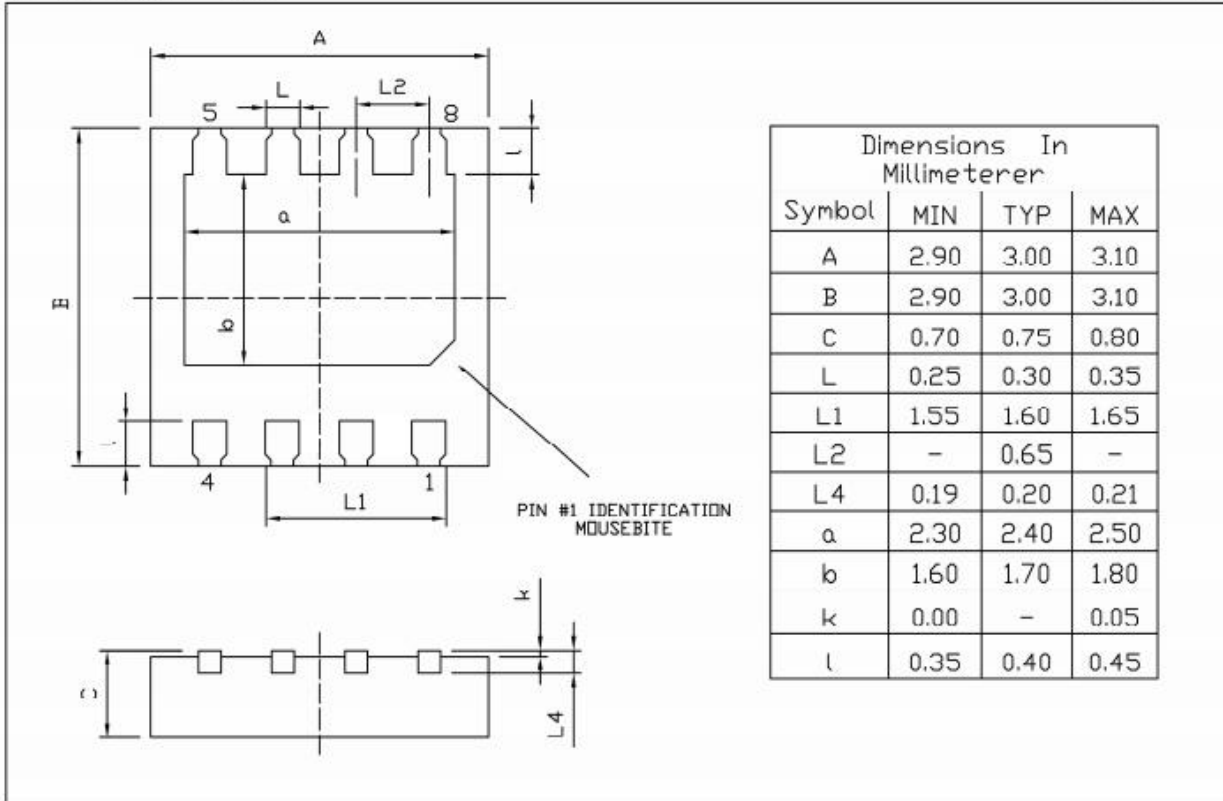 A
L
L2
5
8
l
a
B
b
4
1
L1
PIN #1 IDENTIFICATION
MOUSEBITE
k
C
L4
Dimensions In
Millimeterer
Symbol MIN TYP MAX
A 2.90 3.00 3.10
B 2.90 3.00 3.10
C 0.70 0.75 0.80
L 0.25 0.30 0.35
L1 1.55 1.60 1.65
L2 - 0.65 -
L4 0.19 0.20 0.21
a 2.30 2.40 2.50
b 1.60 1.70 1.80
k 0.00 - 0.05
l 0.35 0.40 0.45